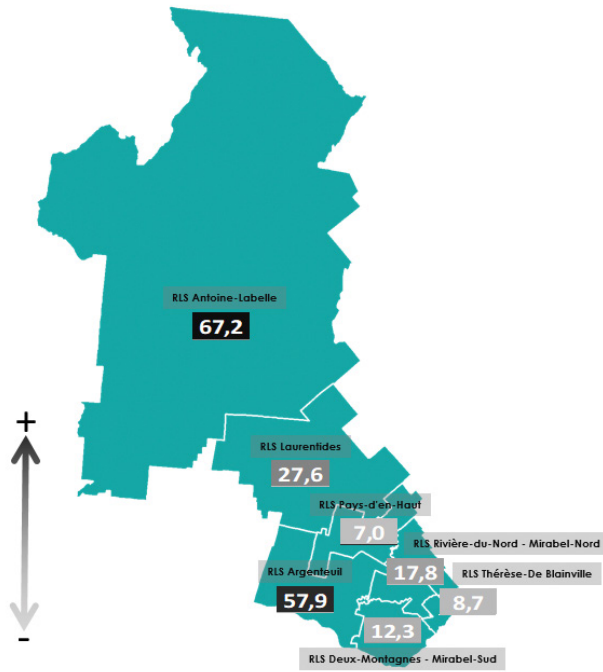 RLS Antoine-Labelle
67,2
+
RLS Laurentides
27,6
RLS Pays-d'en-Haut
7,0
RLS Rivière-du-Nord - Mirabel-Nord
17,8
RLS Thérèse-De Blainville
8,7
RLS Argenteuil
57,9
12,3
-
RLS Deux-Montagnes - Mirabel-Sud